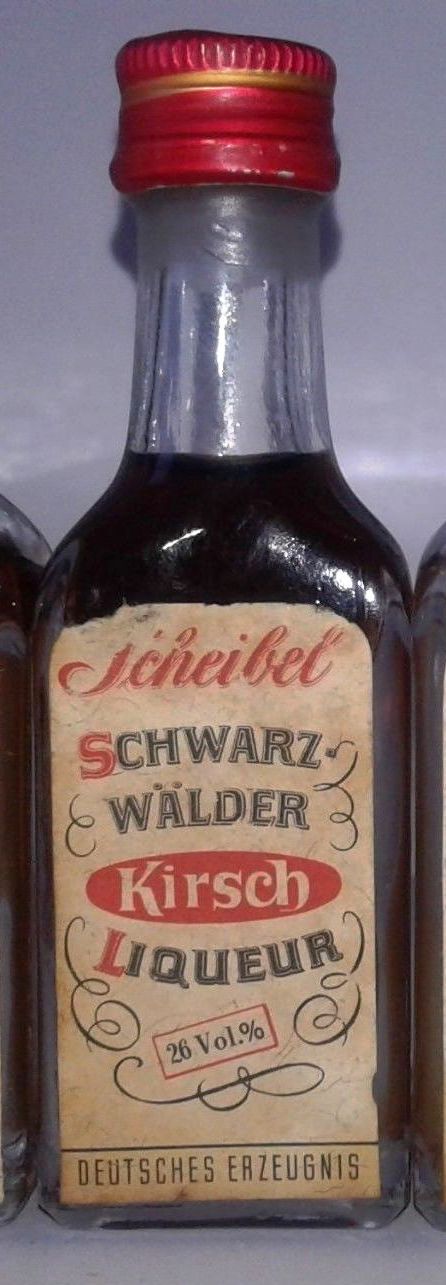 Scheibel
SCHWARZ-
WÄLDER
Kirsch
LIQUEUR
26 Vol.%
DEUTSCHES ERZEUGNIS